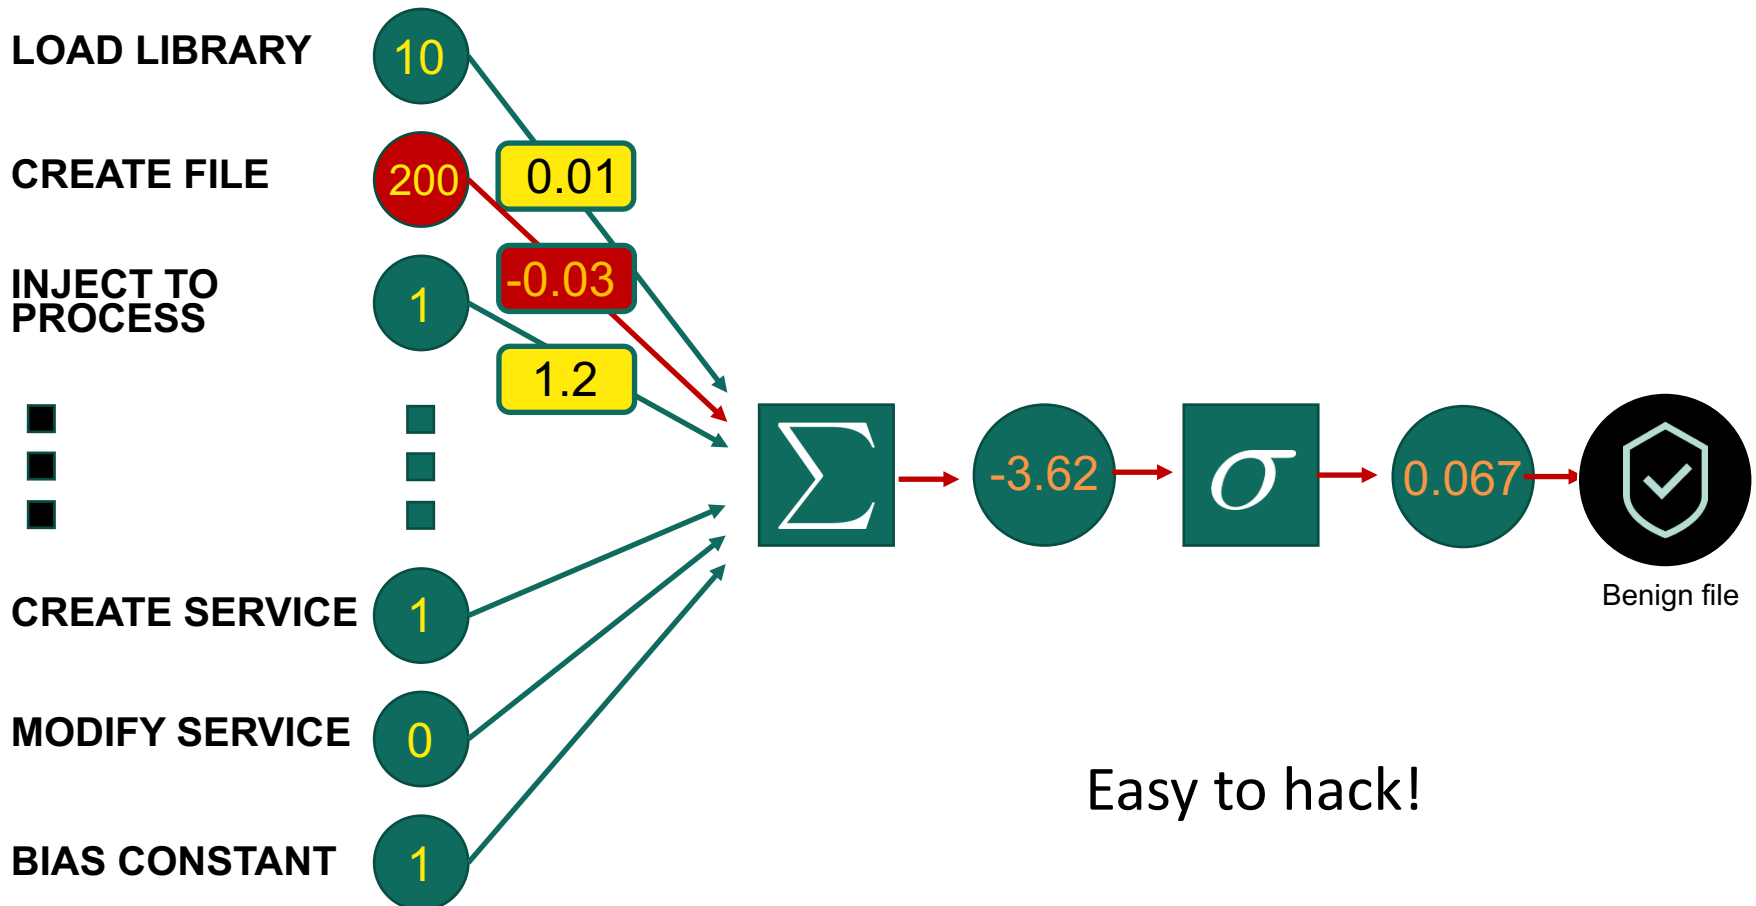 LOAD LIBRARY
10
CREATE FILE
200
0.01
INJECT TO
PROCESS
1
-0.03
1.2
∑
-3.62
σ
0.067
Benign file
CREATE SERVICE
1
MODIFY SERVICE
0
Easy to hack!
BIAS CONSTANT
1